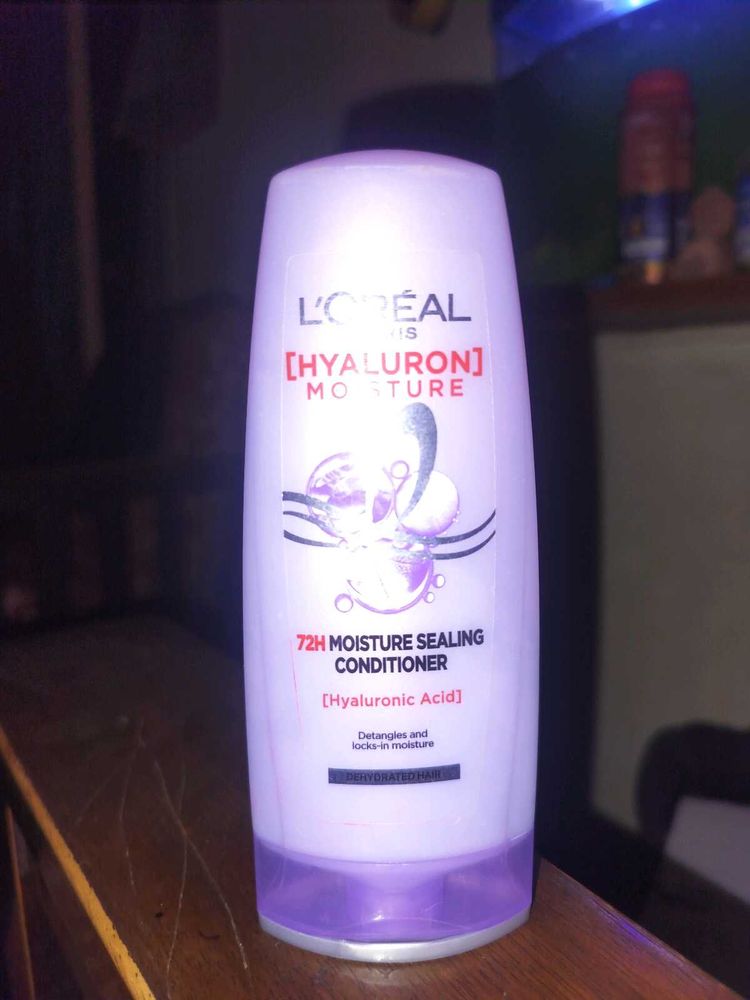 L'ORÉAL
[HYALURON]
MOISTURE
72H MOISTURE SEALING
CONDITIONER
[Hyaluronic Acid]
Detangles and
locks-in moisture
DEHYDRATED HAIR